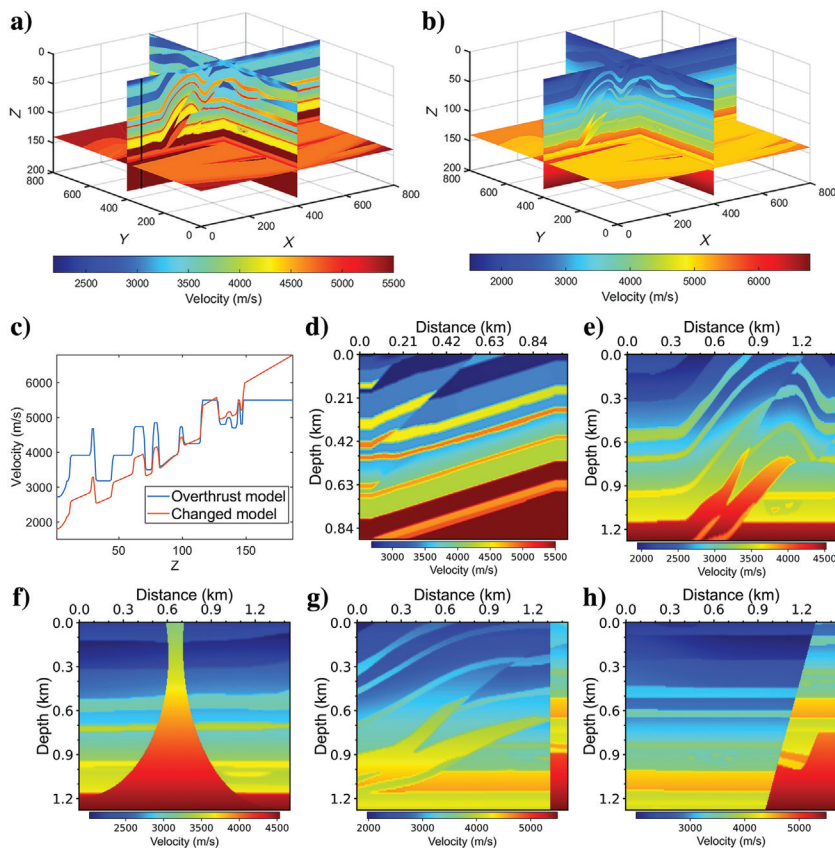 a)
b)
0
50
100
150
200
Z
800
600
400
200
0
Y
0
200
400
600
800
X
2500 3000 3500 4000 4500 5000 5500
Velocity (m/s)
0
50
100
150
200
Z
800
600
400
200
0
Y
0
200
400
600
800
X
2000 3000 4000 5000 6000
Velocity (m/s)
c)
6000
5000
4000
3000
2000
Velocity (m/s)
Overthrust model
Changed model
50 100 150
Z
d)
Distance (km)
0.0 0.21 0.42 0.63 0.84
0.0
0.21
0.42
0.63
0.84
Depth (km)
3000 3500 4000 4500 5000 5500
Velocity (m/s)
e)
Distance (km)
0.0 0.3 0.6 0.9 1.2
0.0
0.3
0.6
0.9
1.2
Depth (km)
2000 2500 3000 3500 4000 4500
Velocity (m/s)
f)
Distance (km)
0.0 0.3 0.6 0.9 1.2
0.0
0.3
0.6
0.9
1.2
Depth (km)
2000 2500 3000 3500 4000 4500
Velocity (m/s)
g)
Distance (km)
0.0 0.3 0.6 0.9 1.2
0.0
0.3
0.6
0.9
1.2
Depth (km)
2000 3000 4000 5000
Velocity (m/s)
h)
Distance (km)
0.0 0.3 0.6 0.9 1.2
0.0
0.3
0.6
0.9
1.2
Depth (km)
2000 3000 4000 5000
Velocity (m/s)